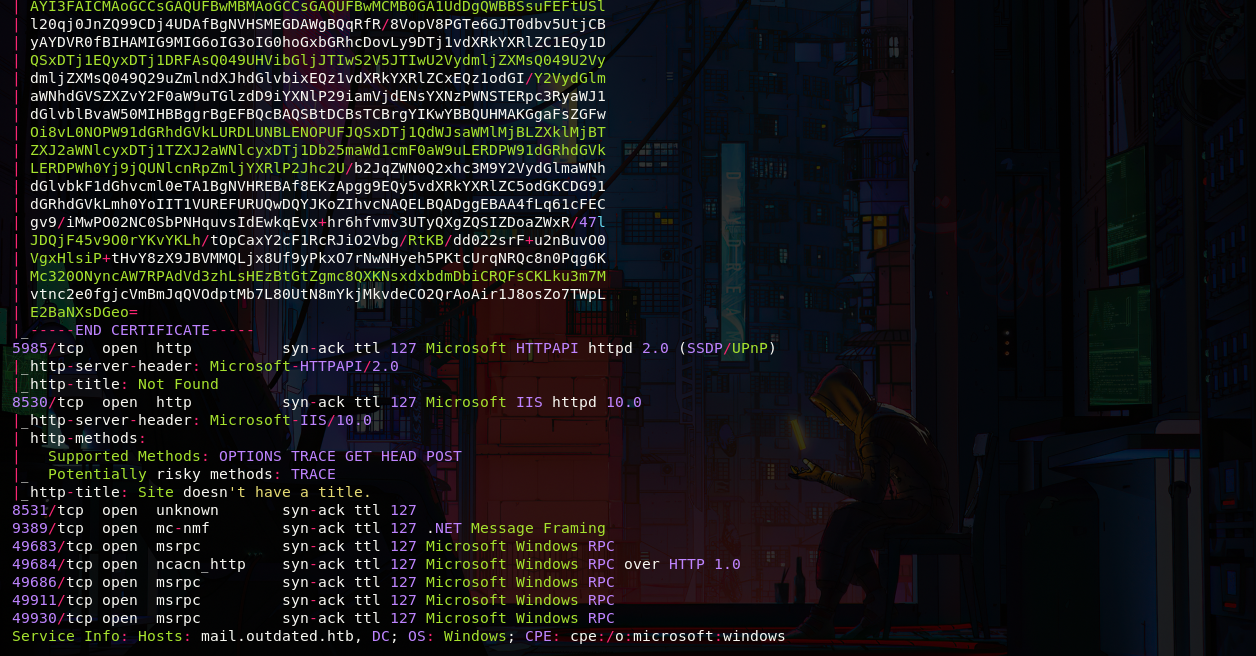 | AYI3FAICMAoGCCsGAQUFBwMBMAoGCCsGAQUFBwMCMB0GA1UdDgQWBBSsuFEFtUSl
| l20qj0JnZQ99CDj4UDAfBgNVHSMEGDAWgBQqRfR/8VopV8PGTe6GJT0dbv5UtjCB
| yAYDVR0fBIHAMIG9MIG6oIG3oIG0hoGxbGRhcDovLy9DTj1vdXRkYXRlZC1EQy1D
| QSxDTj1EQyxDTj1DRFAsQ049UHVibGljJTIwS2V5JTIwU2VydmljZXMsQ049U2Vy
| dmljZXMsQ049Q29uZmlndXJhdGlvbixEQz1vdXRkYXRlZCxEQz1odGI/Y2VydGlm
| aWNhdGVSZXZvY2F0aW9uTGlzdD9iYXNlP29iamVjdENsYXNzPWNSTERpc3RyaWJ1
| dGlvblBvaW50MIHBBggrBgEFBQcBAQSBtDCBsTCBrgYIKwYBBQUHMAKGgaFsZGFw
| Oi8vL0NOPW91dGRhdGVkLURDLUNBLENOPUFJQSxDTj1QdWJsaWMlMjBLZXklMjBT
| ZXJ2aWNlcyxDTj1TZXJ2aWNlcyxDTj1Db25maWd1cmF0aW9uLERDPW91dGRhdGVk
| LERDPWh0Yj9jQUNlcnRpZmljYXRlP2Jhc2U/b2JqZWN0Q2xhc3M9Y2VydGlmaWNh
| dGlvbkF1dGhvcml0eTA1BgNVHREBAf8EKzApgg9EQy5vdXRkYXRlZC5odGKCDG91
| dGRhdGVkLmh0YoIIT1VUREFURUQwDQYJKoZIhvcNAQELBQADggEBAA4fLq61cFEC
| gv9/iMwPO02NC0SbPNHquvsIdEwkqEvx+hr6hfvmv3UTyQXgZQSIZDoaZWxR/47l
| JDQjF45v9O0rYKvYKLh/tOpCaxY2cF1RcRJiO2Vbg/RtKB/dd022srF+u2nBuvO0
| VgxHlsiP+tHvY8zX9JBVMMQLjx8Uf9yPkxO7rNwNHyeh5PKtcUrqNRQc8n0Pqg6K
| Mc320ONyncAW7RPAdVd3zhLsHEzBtGtZgmc8QXKNsxdxbdmDbiCRQFsCKLku3m7M
| vtnc2e0fgjcVmBmJqQVOdptMb7L80UtN8mYkjMkvdeCO2QrAoAir1J8osZo7TWpL
| E2BaNXsDGeo=
|_-----END CERTIFICATE-----
5985/tcp  open  http          syn-ack ttl 127 Microsoft HTTPAPI httpd 2.0 (SSDP/UPnP)
|_http-server-header: Microsoft-HTTPAPI/2.0
|_http-title: Not Found
8530/tcp  open  http          syn-ack ttl 127 Microsoft IIS httpd 10.0
|_http-server-header: Microsoft-IIS/10.0
| http-methods:
|   Supported Methods: OPTIONS TRACE GET HEAD POST
|_  Potentially risky methods: TRACE
|_http-title: Site doesn't have a title.
8531/tcp  open  unknown       syn-ack ttl 127
9389/tcp  open  mc-nmf        syn-ack ttl 127 .NET Message Framing
49683/tcp open  msrpc         syn-ack ttl 127 Microsoft Windows RPC
49684/tcp open  ncacn_http    syn-ack ttl 127 Microsoft Windows RPC over HTTP 1.0
49686/tcp open  msrpc         syn-ack ttl 127 Microsoft Windows RPC
49911/tcp open  msrpc         syn-ack ttl 127 Microsoft Windows RPC
49930/tcp open  msrpc         syn-ack ttl 127 Microsoft Windows RPC
Service Info: Hosts: mail.outdated.htb, DC; OS: Windows; CPE: cpe:/o:microsoft:windows